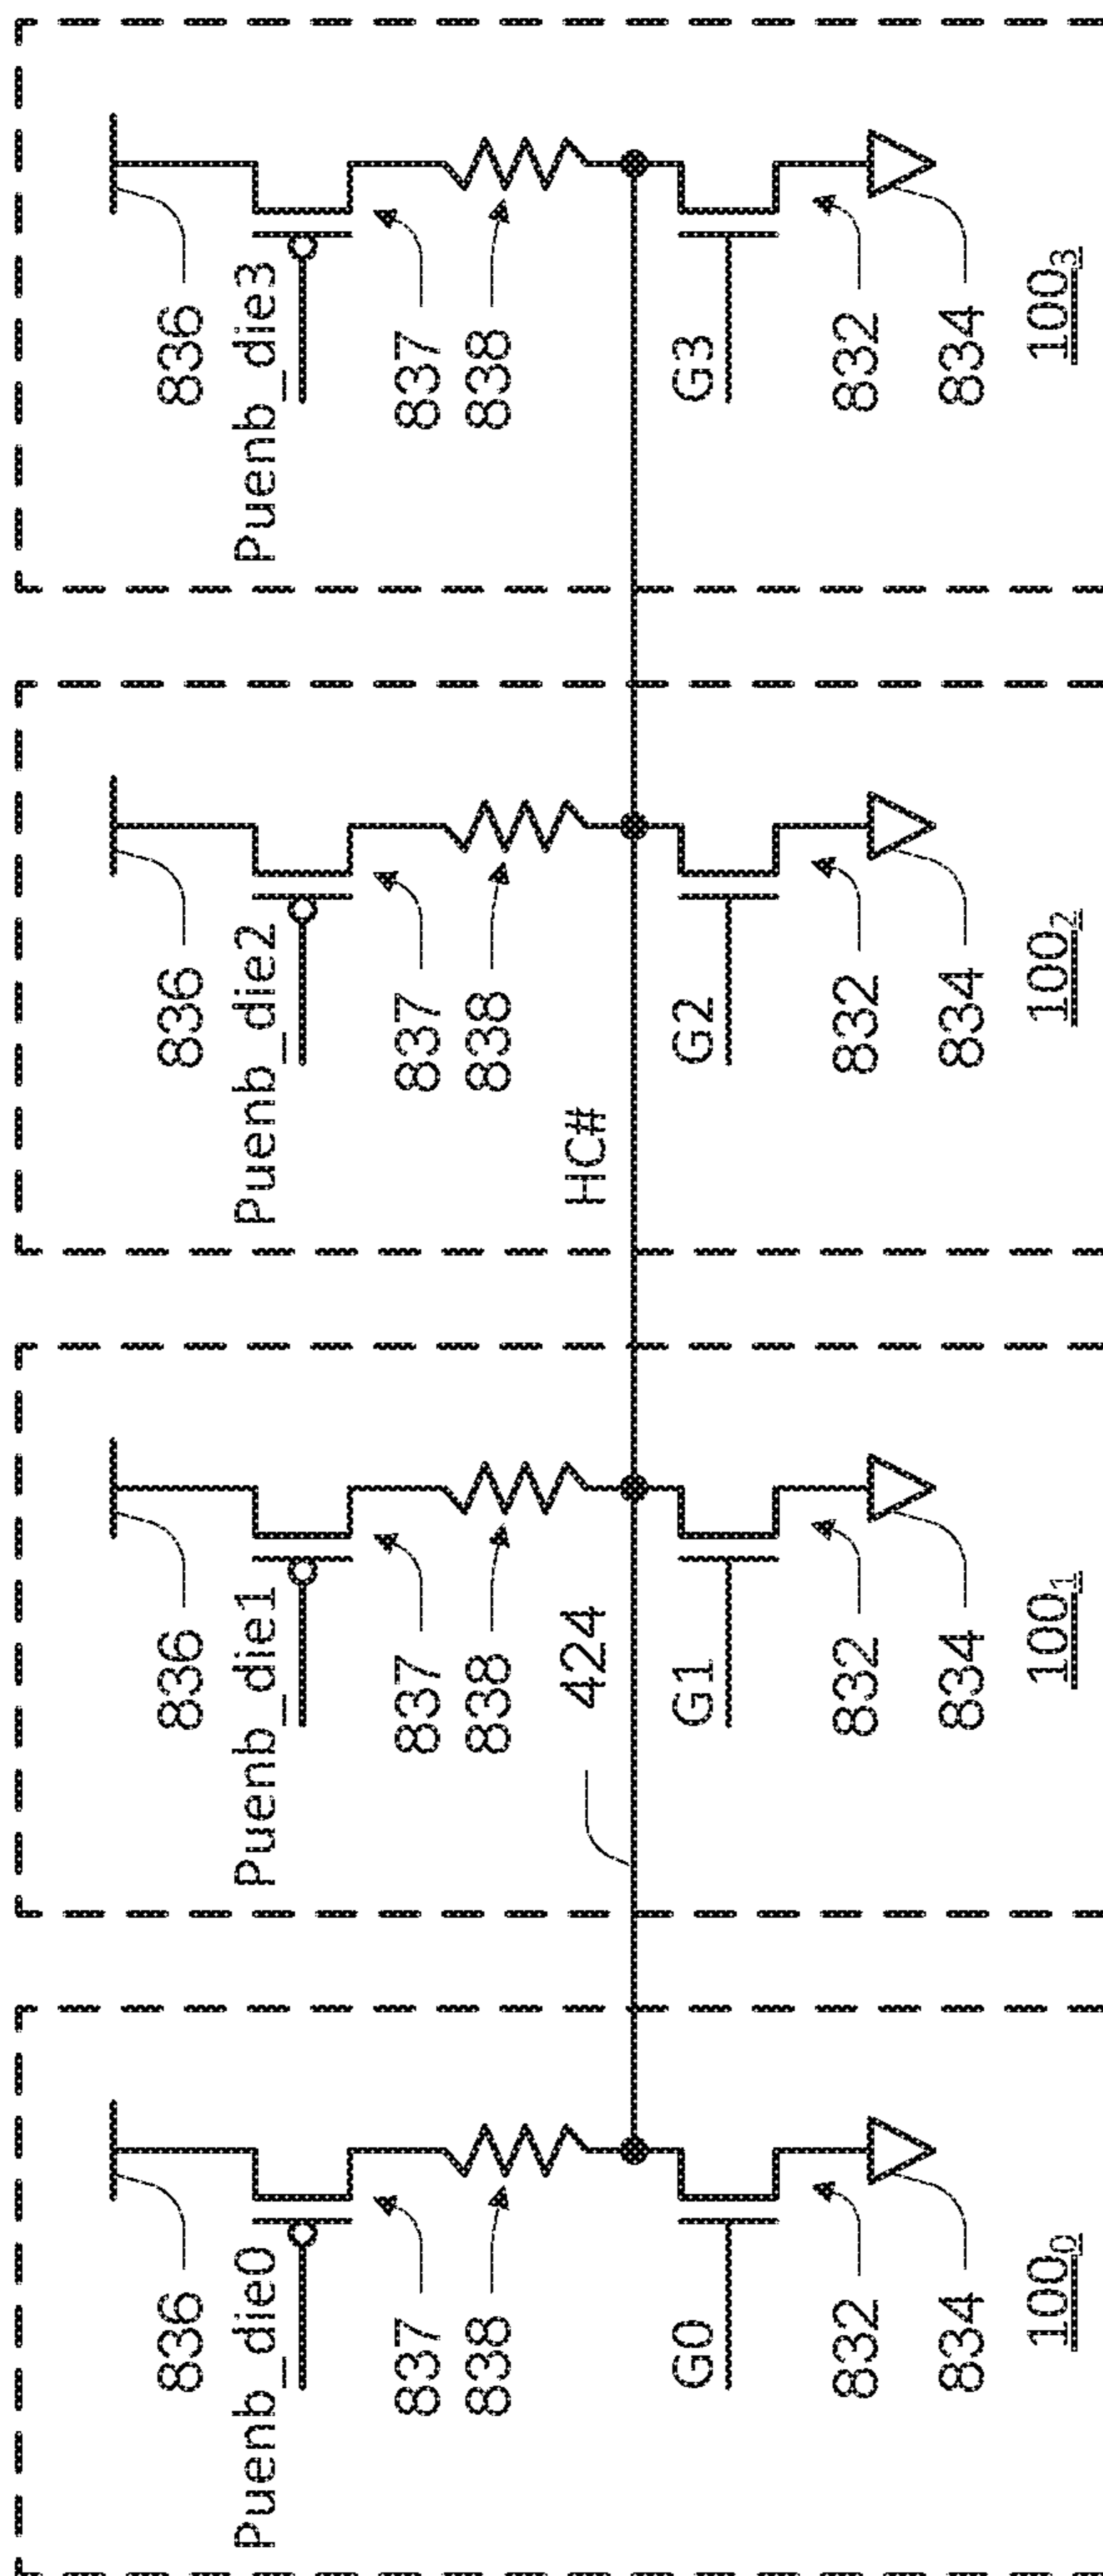 836 836 836 836
Puenb_die0 Puenb_die1 Puenb_die2 Puenb_die3
837 837 837 837
838 838 838 838
424 HC#
G0 G1 G2 G3
832 832 832 832
834 834 834 834
100₀ 100₁ 100₂ 100₃